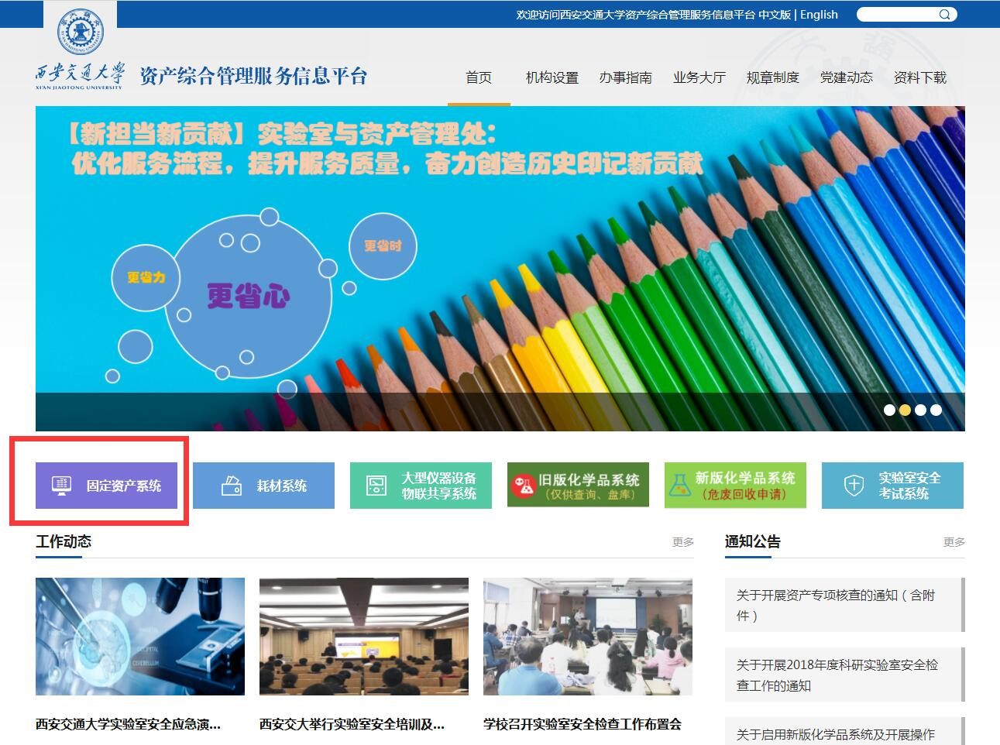 欢迎访问西安交通大学资产综合管理服务信息平台 中文版 | English
西安交通大学
XI'AN JIAOTONG UNIVERSITY
资产综合管理服务信息平台
首页 机构设置 办事指南 业务大厅 规章制度 党建动态 资料下载
【新担当新贡献】实验室与资产管理处:
优化服务流程，提升服务质量，奋力创造历史印记新贡献
更省力
更省心
更省时
固定资产系统
耗材系统
大型仪器设备
物联共享系统
旧版化学品系统
（仅供查询、盘库）
新版化学品系统
（危废回收申请）
实验室安全
考试系统
工作动态 更多
西安交通大学实验室安全应急演...
西安交大举行实验室安全培训及...
学校召开实验室安全检查工作布置会
通知公告 更多
关于开展资产专项核查的通知（含附
件）
关于开展2018年度科研实验室安全检
查工作的通知
关于启用新版化学品系统及开展操作